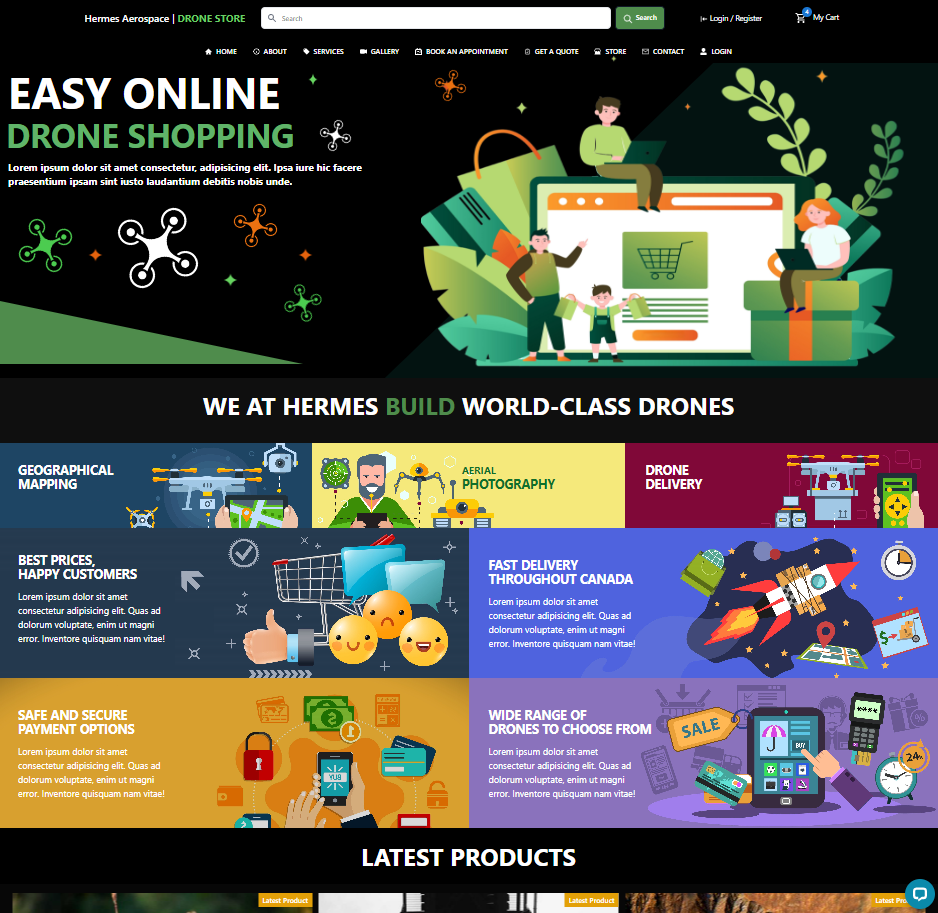 Hermes Aerospace | DRONE STORE
Search
Search
Login / Register
4
My Cart
HOME
ABOUT
SERVICES
GALLERY
BOOK AN APPOINTMENT
GET A QUOTE
STORE
CONTACT
LOGIN
EASY ONLINE
DRONE SHOPPING
Lorem ipsum dolor sit amet consectetur, adipisicing elit. Ipsa iure hic facere
praesentium ipsam sint iusto laudantium debitis nobis unde.
WE AT HERMES BUILD WORLD-CLASS DRONES
GEOGRAPHICAL
MAPPING
AERIAL
PHOTOGRAPHY
DRONE
DELIVERY
BEST PRICES,
HAPPY CUSTOMERS
Lorem ipsum dolor sit amet
consectetur adipisicing elit. Quas ad
dolorum voluptate, enim ut magni
error. Inventore quisquam nam vitae!
FAST DELIVERY
THROUGHOUT CANADA
Lorem ipsum dolor sit amet
consectetur adipisicing elit. Quas ad
dolorum voluptate, enim ut magni
error. Inventore quisquam nam vitae!
$
SAFE AND SECURE
PAYMENT OPTIONS
Lorem ipsum dolor sit amet
consectetur adipisicing elit. Quas ad
dolorum voluptate, enim ut magni
error. Inventore quisquam nam vitae!
$
1
BUY
WIDE RANGE OF
DRONES TO CHOOSE FROM
Lorem ipsum dolor sit amet
consectetur adipisicing elit. Quas ad
dolorum voluptate, enim ut magni
error. Inventore quisquam nam vitae!
SALE
BUY
****
24h
LATEST PRODUCTS
Latest Product
Latest Product
Latest